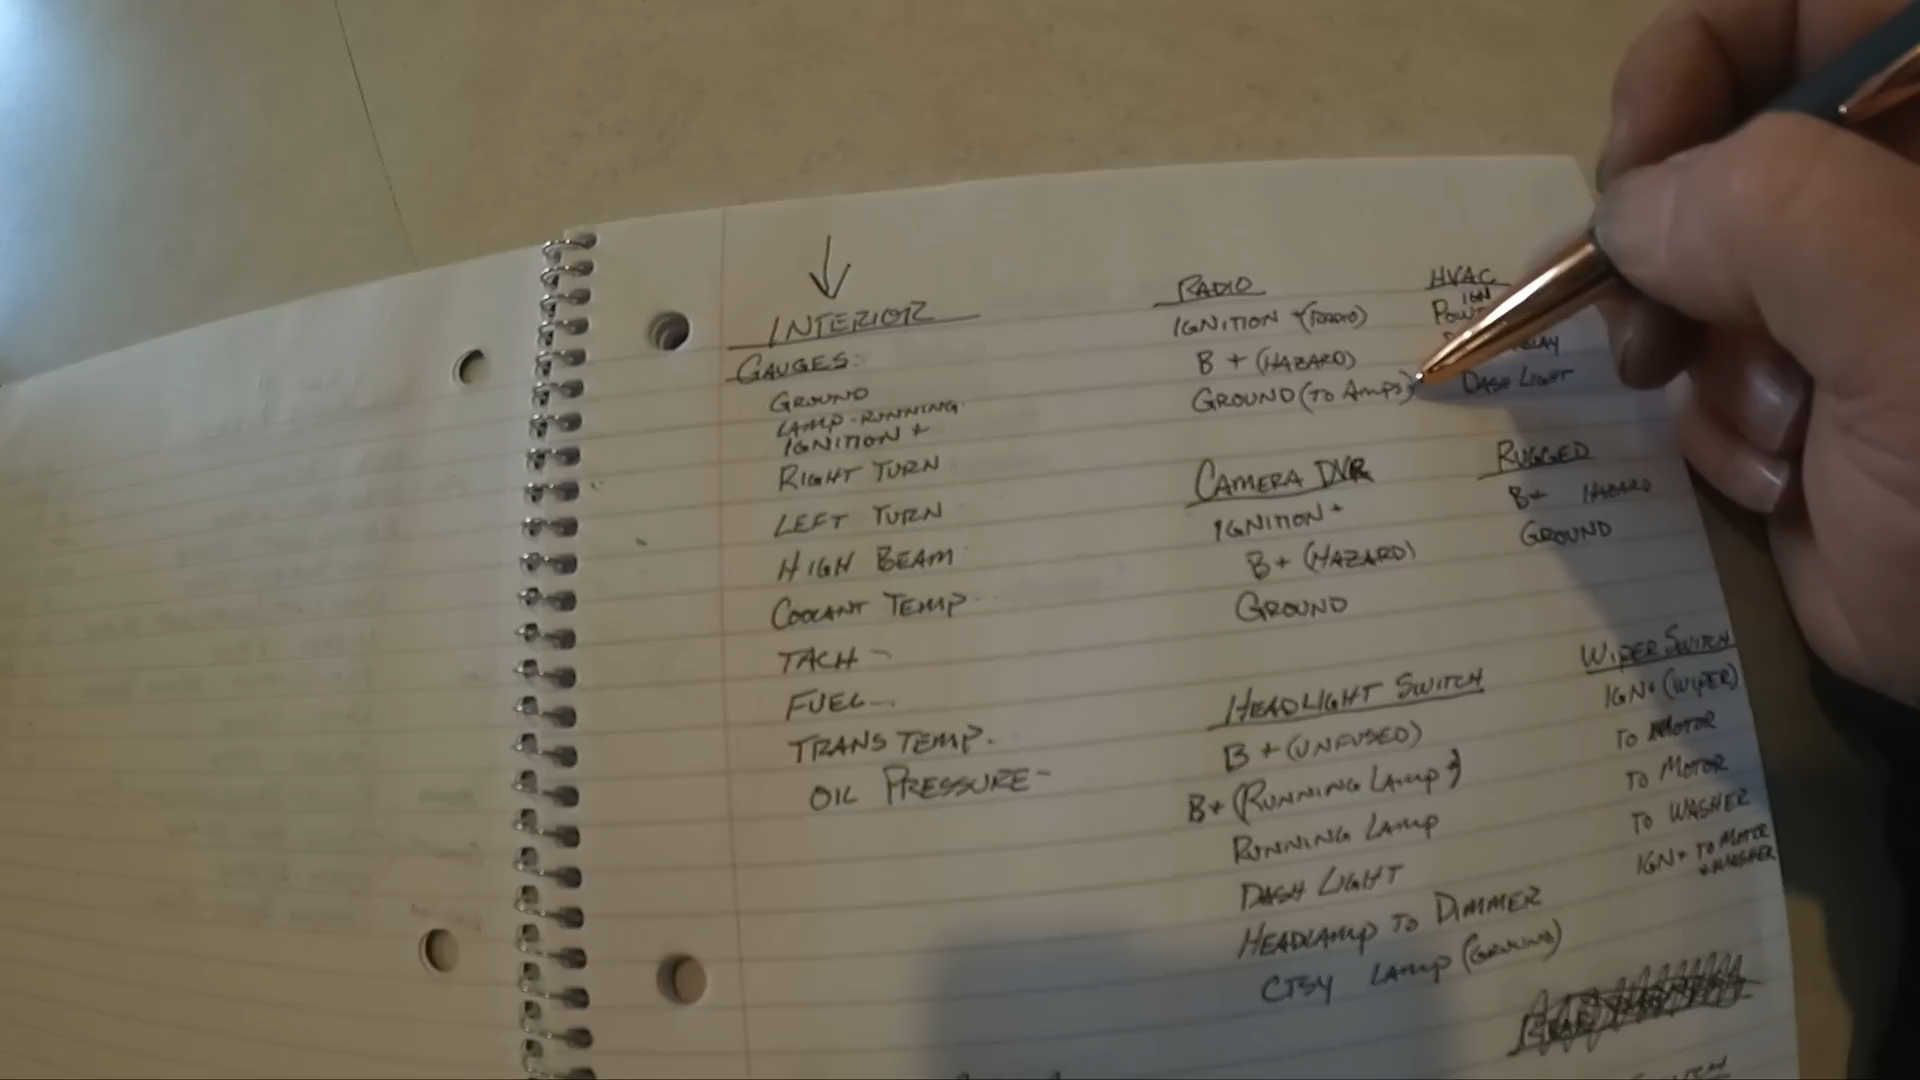 INTERIOR
GAUGES:
GROUND
LAMP-RUNNING
IGNITION +
RIGHT TURN
LEFT TURN
HIGH BEAM
COOLANT TEMP
TACH -
FUEL -
TRANS TEMP.
OIL PRESSURE -
RADIO
IGNITION + (RADIO)
B + (HAZARD)
GROUND (TO AMPS)
CAMERA DVR
IGNITION +
B + (HAZARD)
GROUND
HEADLIGHT SWITCH
B + (UNFUSED)
B+ (RUNNING LAMP)
RUNNING LAMP
DASH LIGHT
HEADLAMP TO DIMMER
CTSY LAMP (GROUND)
HVAC
IGN
DASH LIGHT
RUGGED
B+ HAZARD
GROUND
WIPER SWITCH
IGN+ (WIPER)
TO MOTOR
TO MOTOR
TO WASHER
IGN+ TO MOTOR
+ WASHER